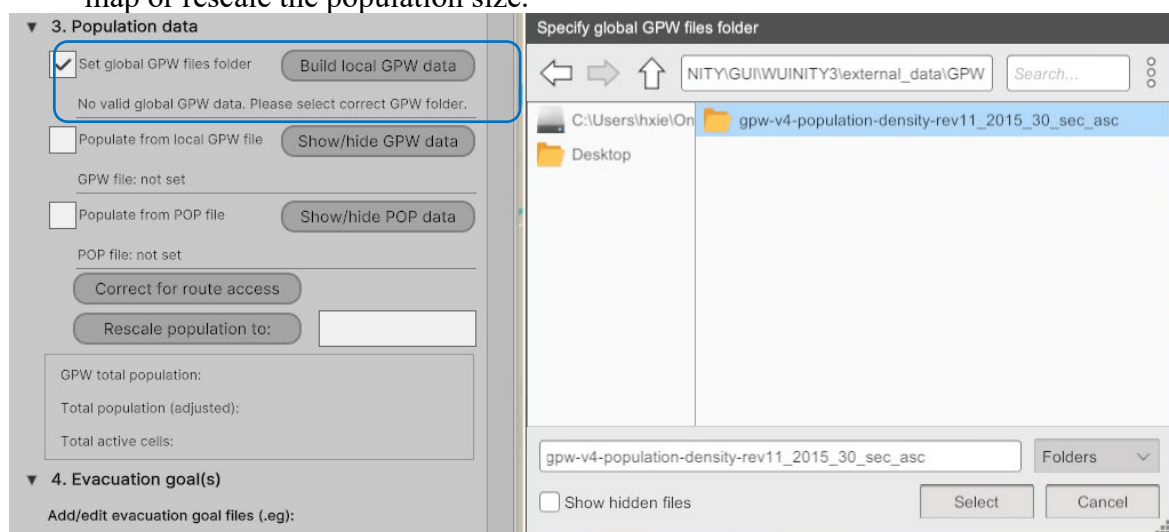 map or rescale the population size.
▼ 3. Population data
Set global GPW files folder
Build local GPW data
No valid global GPW data. Please select correct GPW folder.
Populate from local GPW file
Show/hide GPW data
GPW file: not set
Populate from POP file
Show/hide POP data
POP file: not set
Correct for route access
Rescale population to:
GPW total population:
Total population (adjusted):
Total active cells:
▼ 4. Evacuation goal(s)
Add/edit evacuation goal files (.eg):
Specify global GPW files folder
NITY\GUI\WUINITY3\external_data\GPW
Search...
C:\Users\hxie\On
Desktop
gpw-v4-population-density-rev11_2015_30_sec_asc
gpw-v4-population-density-rev11_2015_30_sec_asc
Folders
Show hidden files
Select
Cancel